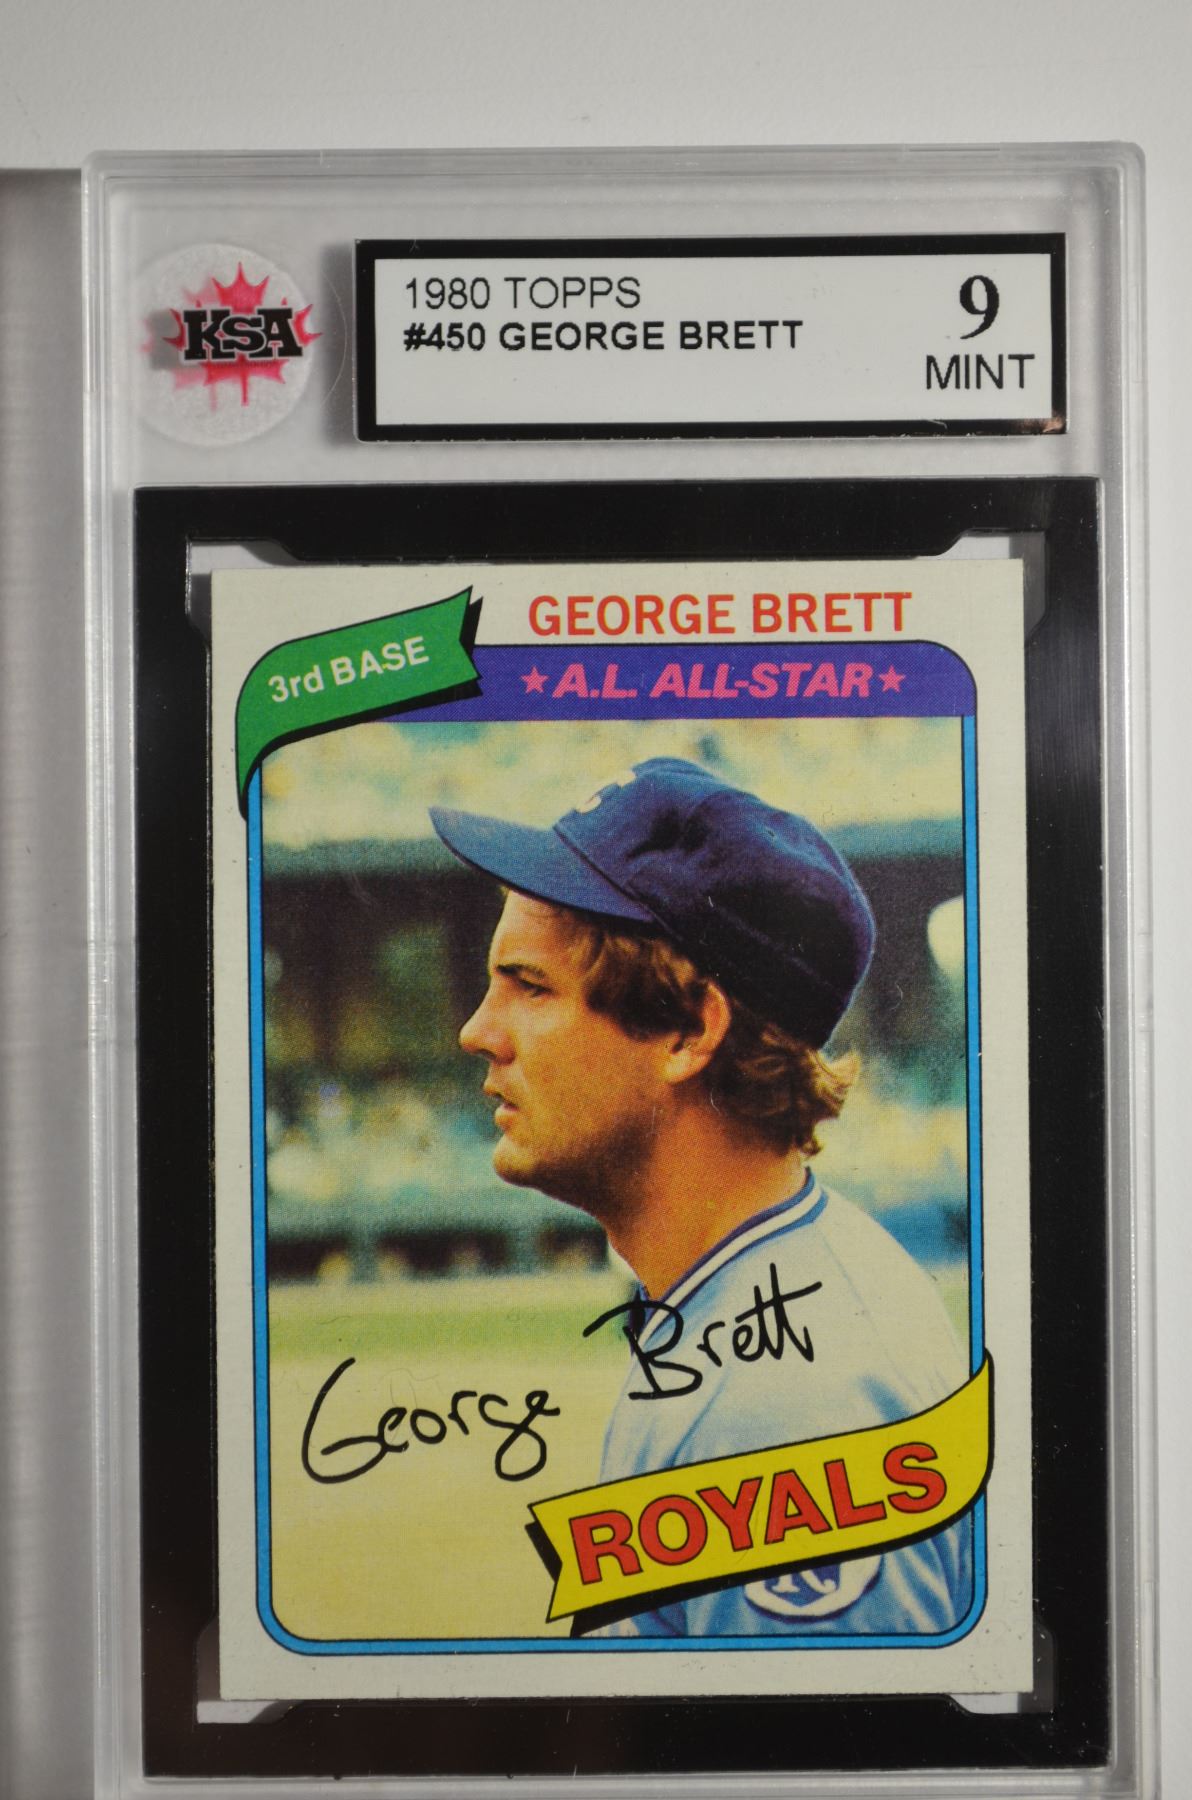 KSA
1980 TOPPS
#450 GEORGE BRETT
9
MINT
GEORGE BRETT
3rd BASE
★A.L. ALL-STAR★
George Brett
ROYALS
R